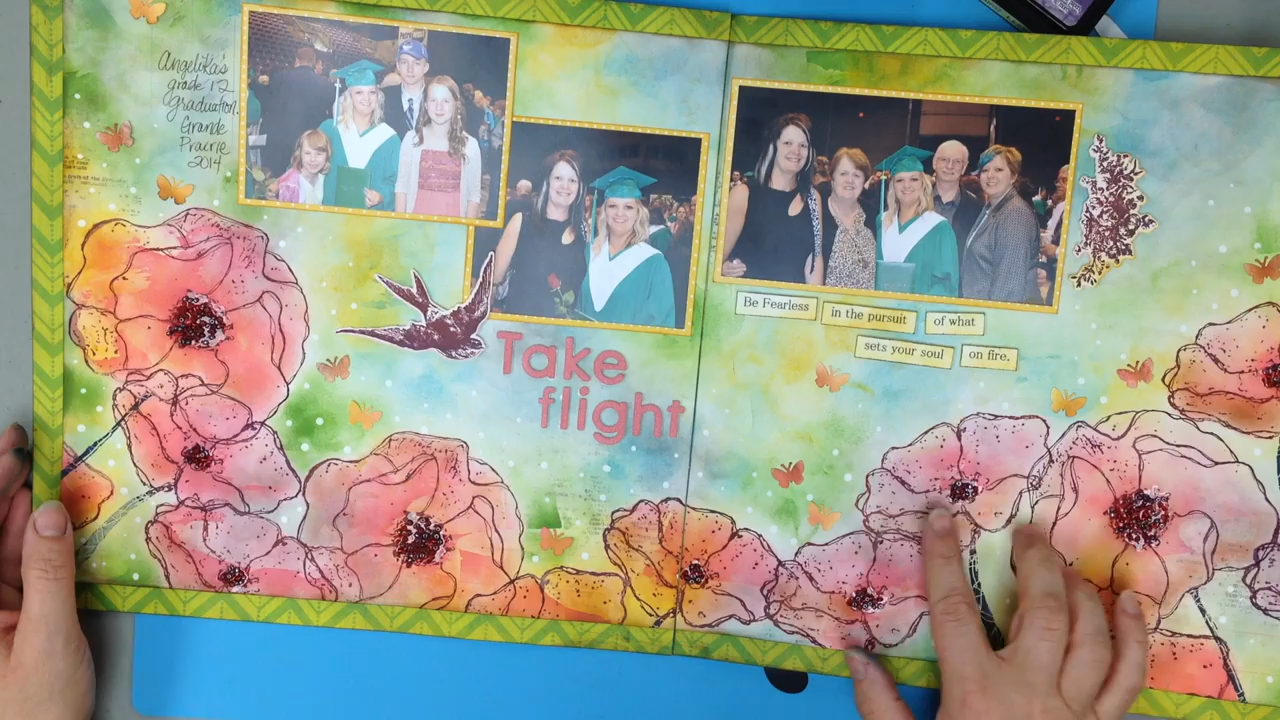 Angelika's
grade 12
Graduation.
Grande
Prairie
2014
Take
flight
Be Fearless
in the pursuit
of what
sets your soul
on fire.